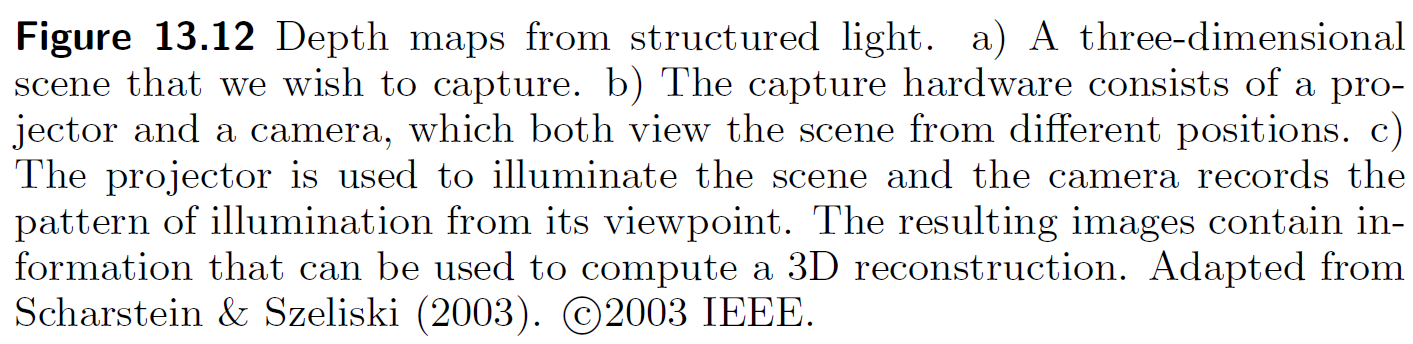 Figure 13.12 Depth maps from structured light. a) A three-dimensional
scene that we wish to capture. b) The capture hardware consists of a pro-
jector and a camera, which both view the scene from different positions. c)
The projector is used to illuminate the scene and the camera records the
pattern of illumination from its viewpoint. The resulting images contain in-
formation that can be used to compute a 3D reconstruction. Adapted from
Scharstein & Szeliski (2003). ©2003 IEEE.